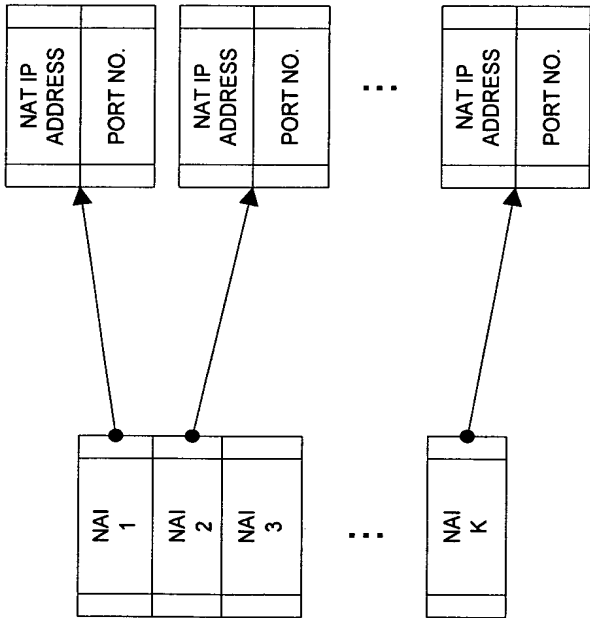 NAI
1
NAI
2
NAI
3
...
NAI
K
NAT IP
ADDRESS
PORT NO.
NAT IP
ADDRESS
PORT NO.
...
NAT IP
ADDRESS
PORT NO.